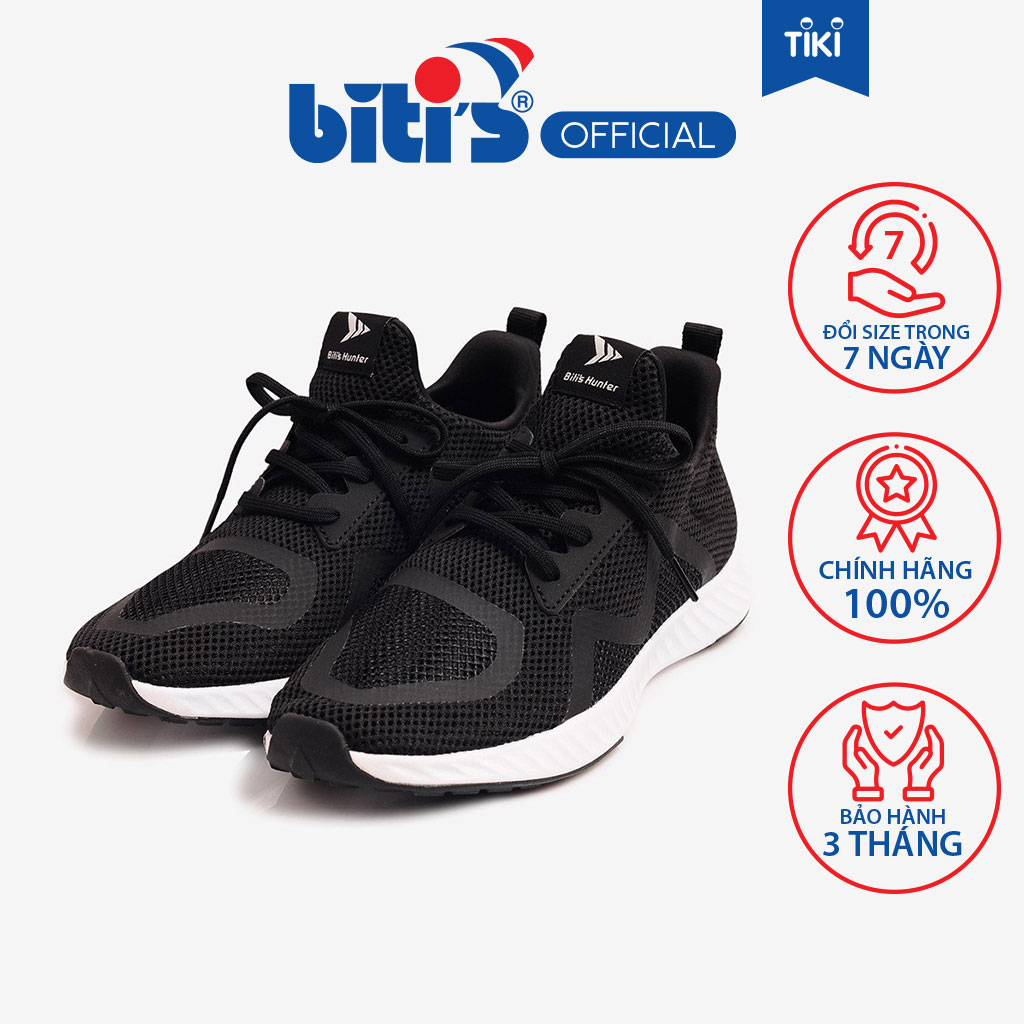 TiKi
biti's®
OFFICIAL
7
ĐỔI SIZE TRONG
7 NGÀY
Biti's Hunter
Biti's Hunter
CHÍNH HÃNG
100%
BẢO HÀNH
3 THÁNG